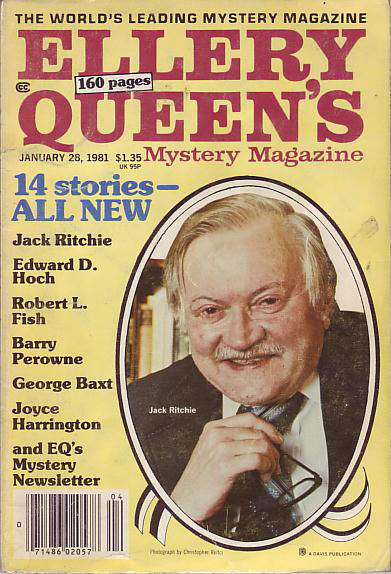 THE WORLD'S LEADING MYSTERY MAGAZINE
ELLERY
160 pages
QUEEN'S
JANUARY 28, 1981 $1.35
UK 95P
Mystery Magazine
14 stories—
ALL NEW
Jack Ritchie
Edward D.
Hoch
Robert L.
Fish
Barry
Perowne
George Baxt
Joyce
Harrington
and EQ's
Mystery
Newsletter
Jack Ritchie
04
0
71486 02057
Photograph by Christopher
A DAVIS PUBLICATION